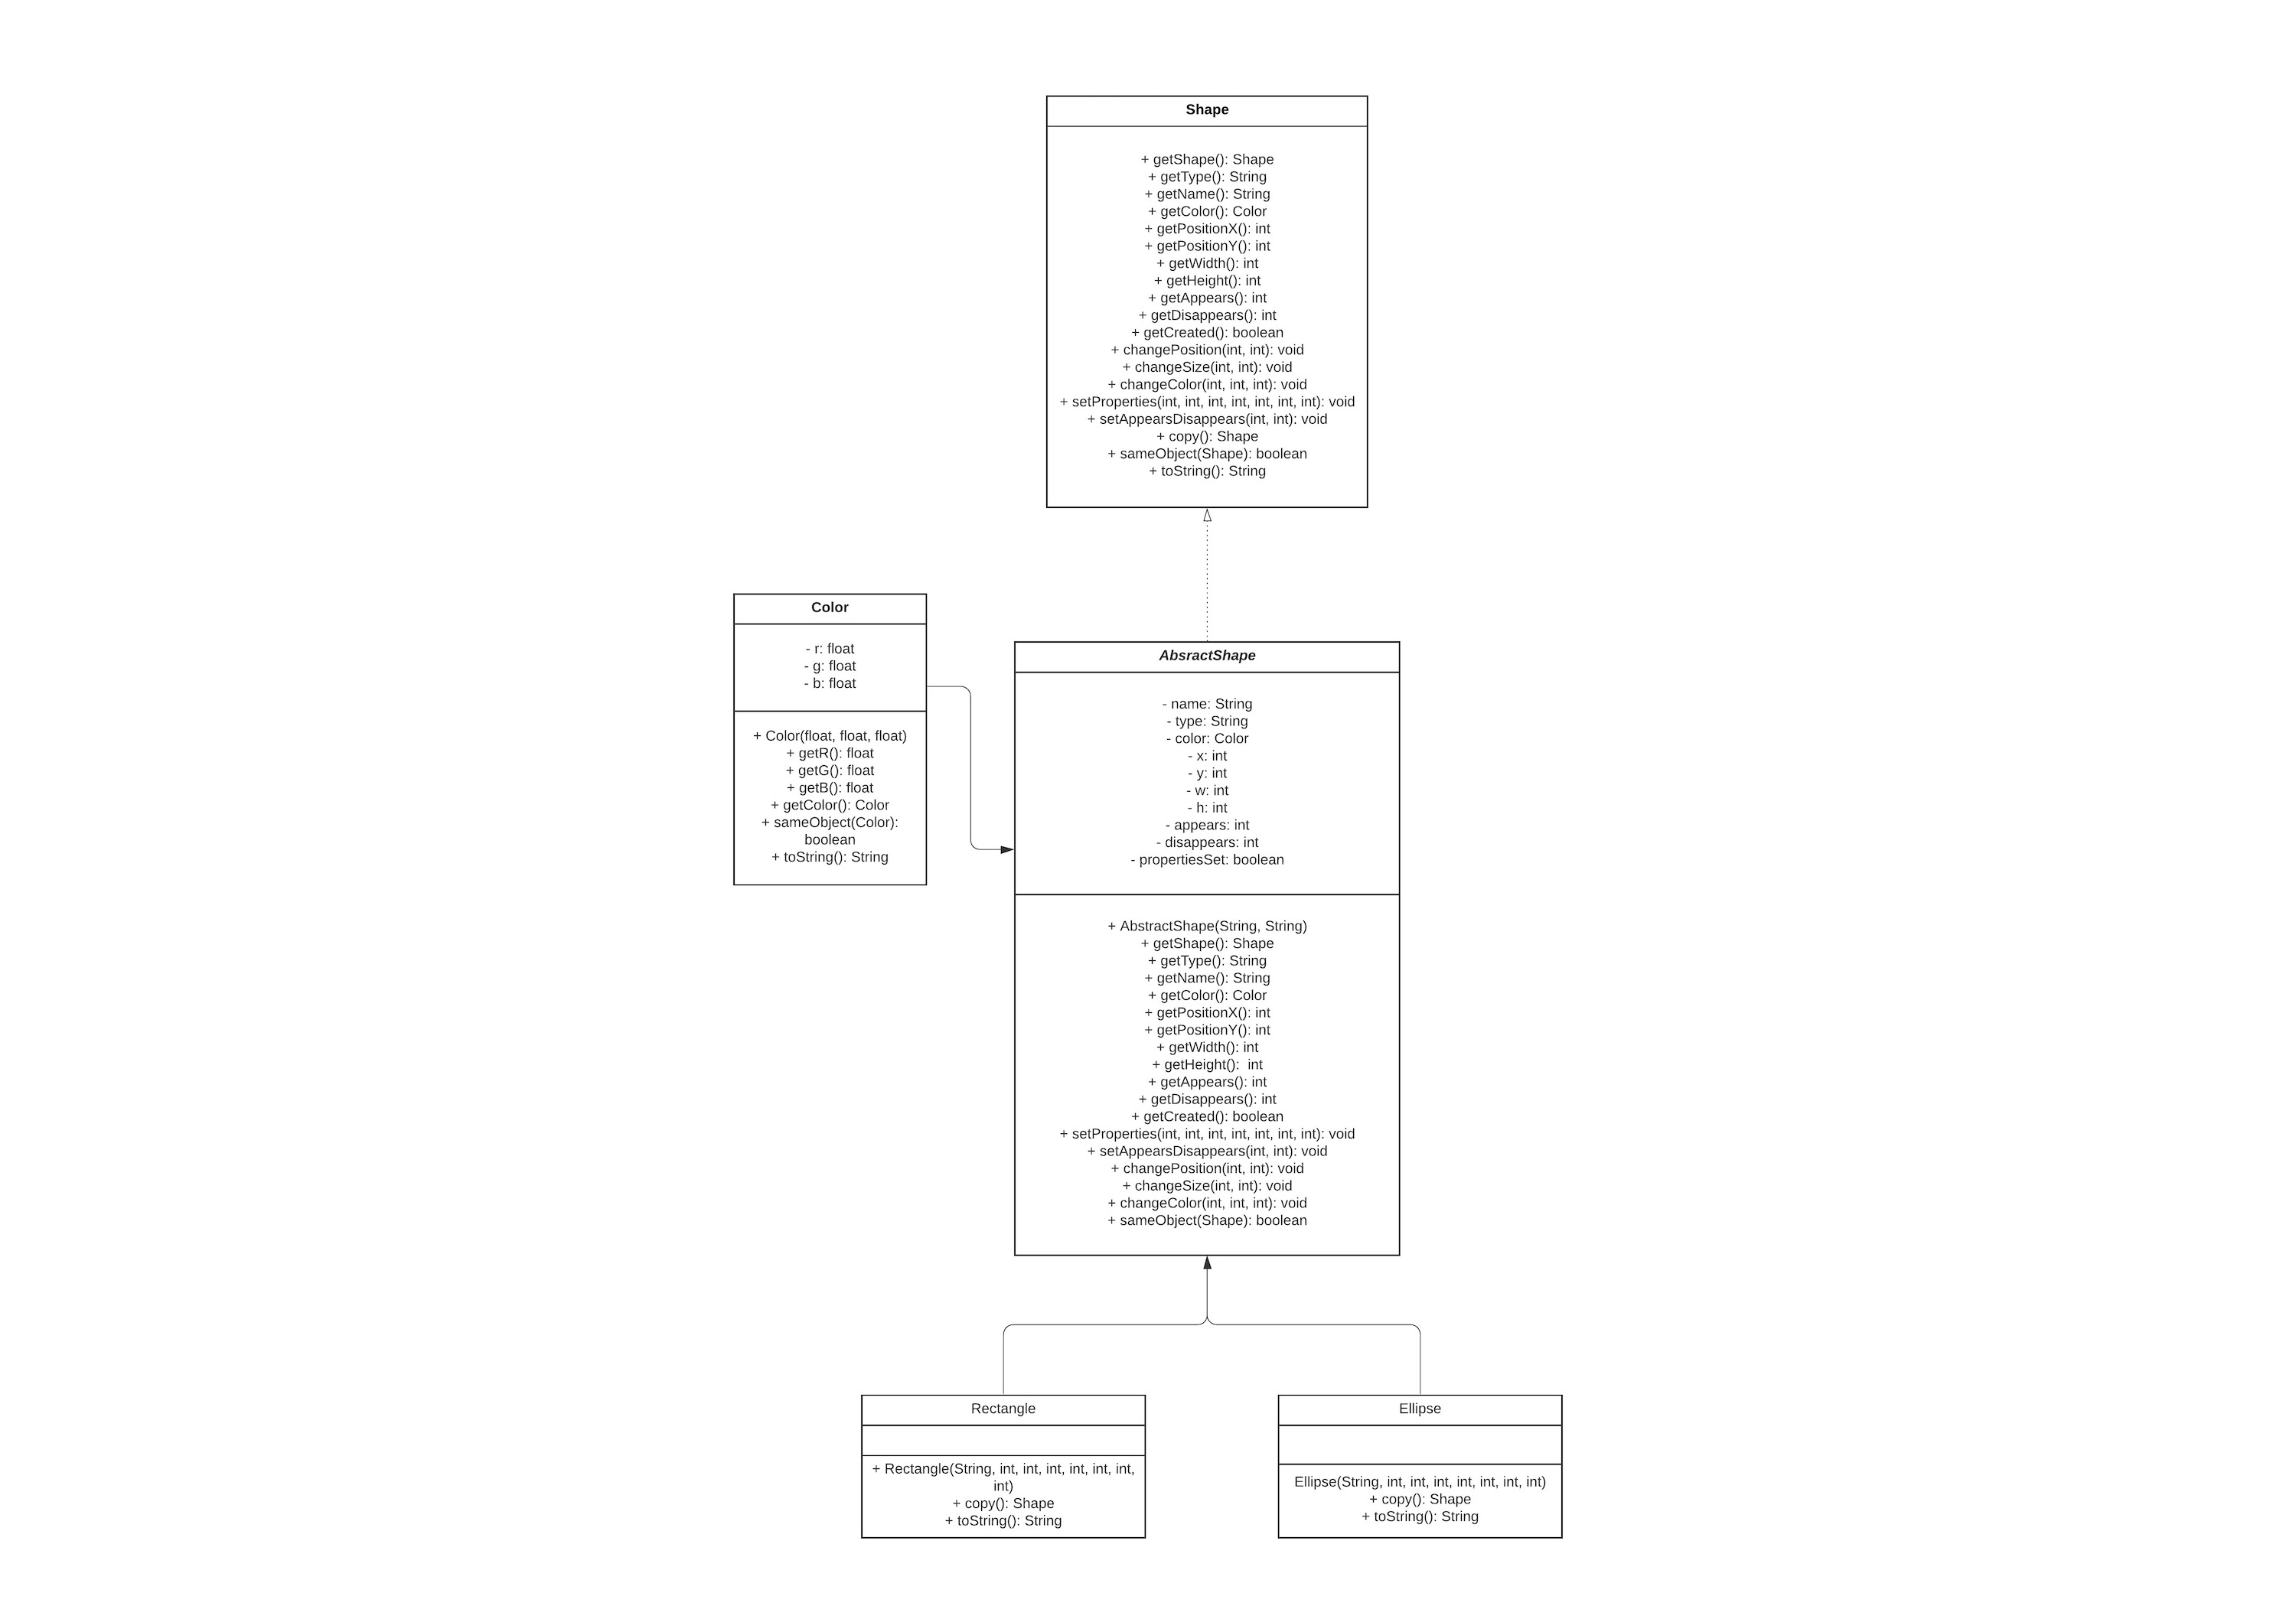 Shape
+ getShape(): Shape
+ getType(): String
+ getName(): String
+ getColor(): Color
+ getPositionX(): int
+ getPositionY(): int
+ getWidth(): int
+ getHeight(): int
+ getAppears(): int
+ getDisappears(): int
+ getCreated(): boolean
+ changePosition(int, int): void
+ changeSize(int, int): void
+ changeColor(int, int, int): void
+ setProperties(int, int, int, int, int, int, int): void
+ setAppearsDisappears(int, int): void
+ copy(): Shape
+ sameObject(Shape): boolean
+ toString(): String
Color
- r: float
- g: float
- b: float
+ Color(float, float, float)
+ getR(): float
+ getG(): float
+ getB(): float
+ getColor(): Color
+ sameObject(Color):
boolean
+ toString(): String
AbsractShape
- name: String
- type: String
- color: Color
- x: int
- y: int
- w: int
- h: int
- appears: int
- disappears: int
- propertiesSet: boolean
+ AbstractShape(String, String)
+ getShape(): Shape
+ getType(): String
+ getName(): String
+ getColor(): Color
+ getPositionX(): int
+ getPositionY(): int
+ getWidth(): int
+ getHeight():  int
+ getAppears(): int
+ getDisappears(): int
+ getCreated(): boolean
+ setProperties(int, int, int, int, int, int, int): void
+ setAppearsDisappears(int, int): void
+ changePosition(int, int): void
+ changeSize(int, int): void
+ changeColor(int, int, int): void
+ sameObject(Shape): boolean
Rectangle
+ Rectangle(String, int, int, int, int, int, int,
int)
+ copy(): Shape
+ toString(): String
Ellipse
Ellipse(String, int, int, int, int, int, int, int)
+ copy(): Shape
+ toString(): String